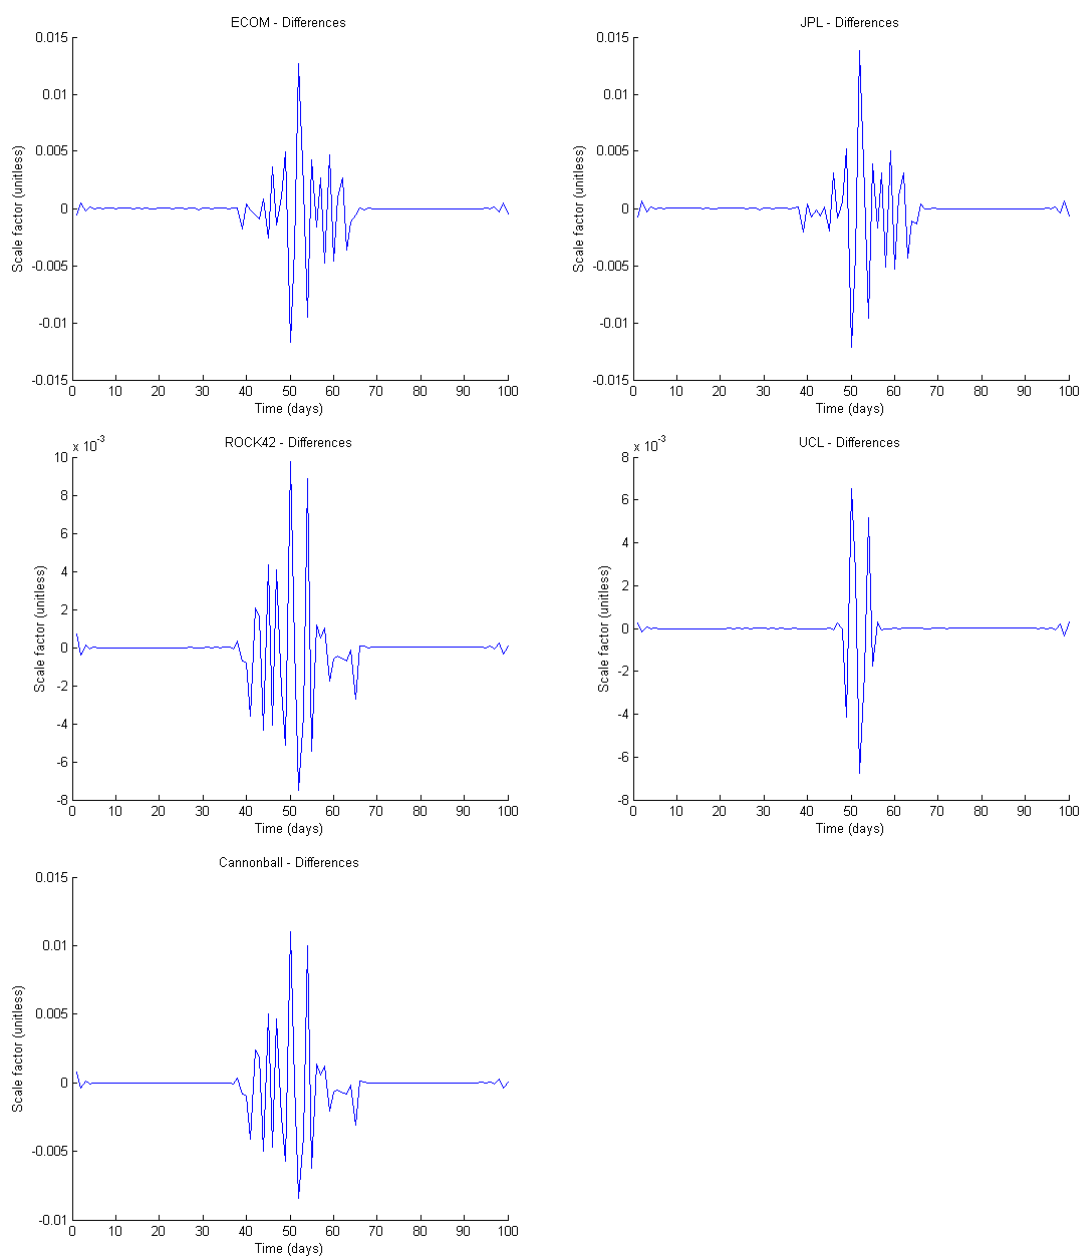 ECOM - Differences
0.015
0.01
0.005
0
-0.005
-0.01
-0.015
0 10 20 30 40 50 60 70 80 90 100
Scale factor (unitless)
Time (days)
JPL - Differences
0.015
0.01
0.005
0
-0.005
-0.01
-0.015
0 10 20 30 40 50 60 70 80 90 100
Scale factor (unitless)
Time (days)
ROCK42 - Differences
x 10^-3
10
8
6
4
2
0
-2
-4
-6
-8
0 10 20 30 40 50 60 70 80 90 100
Scale factor (unitless)
Time (days)
UCL - Differences
x 10^-3
8
6
4
2
0
-2
-4
-6
-8
0 10 20 30 40 50 60 70 80 90 100
Scale factor (unitless)
Time (days)
Cannonball - Differences
0.015
0.01
0.005
0
-0.005
-0.01
0 10 20 30 40 50 60 70 80 90 100
Scale factor (unitless)
Time (days)